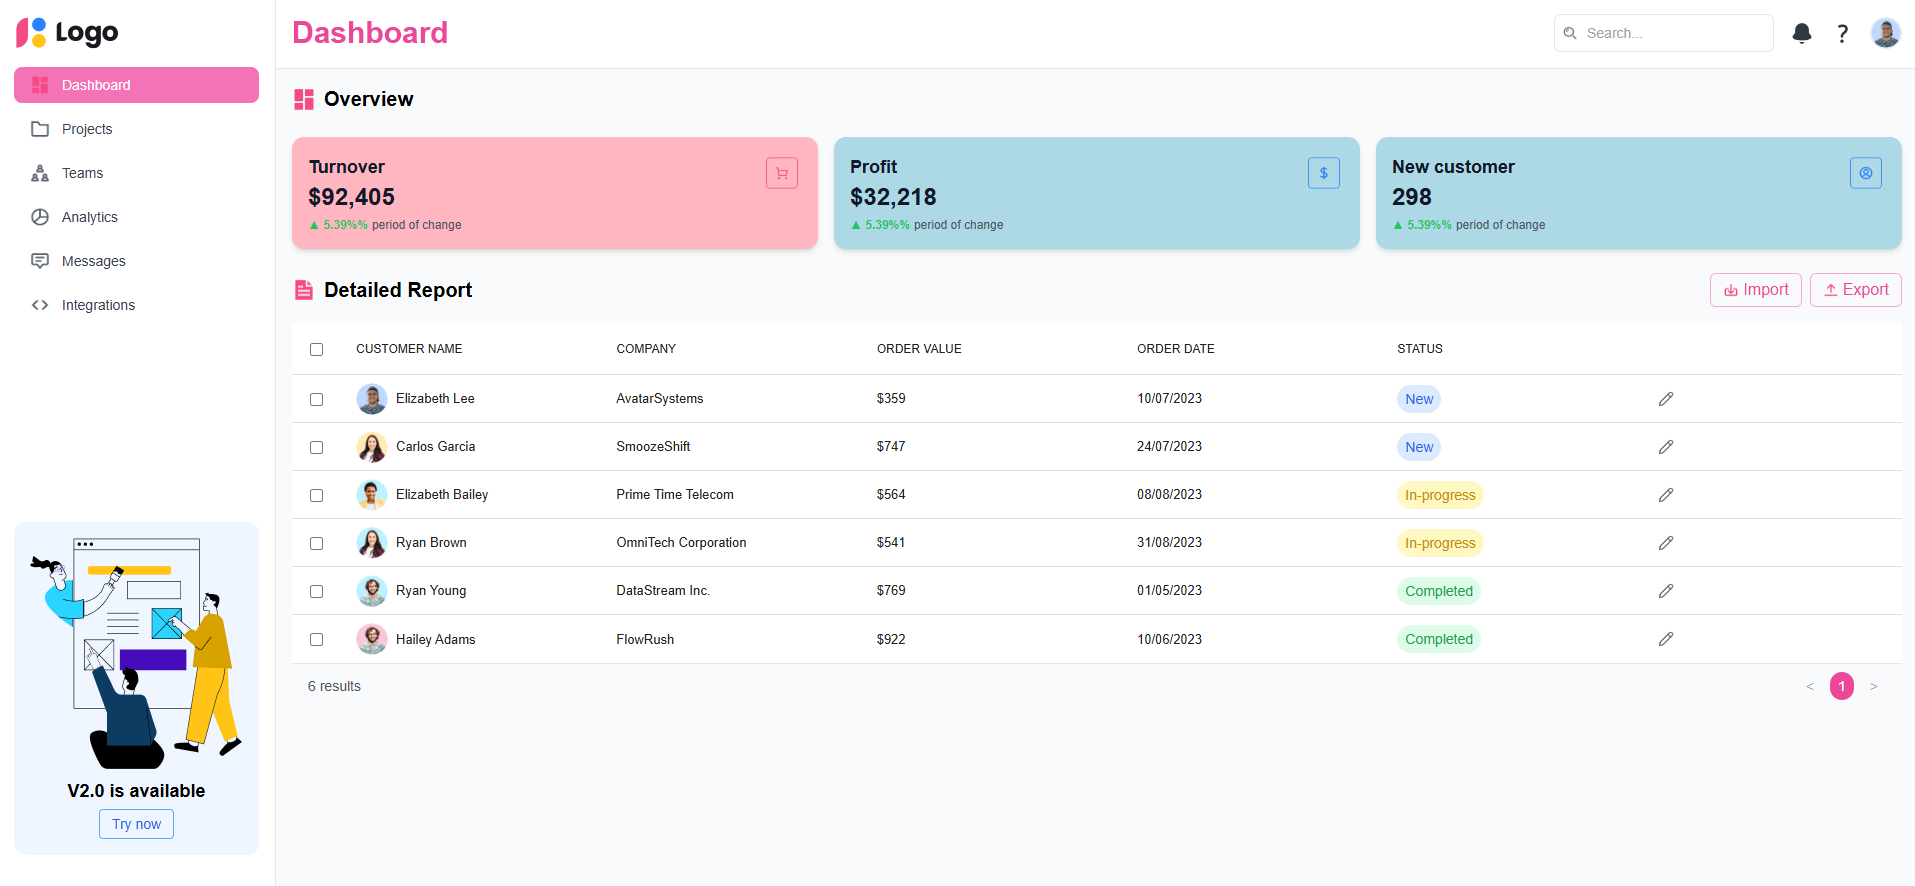 Logo
Dashboard
Search...
?
Dashboard
Projects
Teams
Analytics
Messages
Integrations
V2.0 is available
Try now
Overview
Turnover
$92,405
▲ 5.39%% period of change
Profit
$32,218
▲ 5.39%% period of change
$
New customer
298
▲ 5.39%% period of change
Detailed Report
Import
Export
CUSTOMER NAME COMPANY ORDER VALUE ORDER DATE STATUS
Elizabeth Lee AvatarSystems $359 10/07/2023 New
Carlos Garcia SmoozeShift $747 24/07/2023 New
Elizabeth Bailey Prime Time Telecom $564 08/08/2023 In-progress
Ryan Brown OmniTech Corporation $541 31/08/2023 In-progress
Ryan Young DataStream Inc. $769 01/05/2023 Completed
Hailey Adams FlowRush $922 10/06/2023 Completed
6 results
< 1 >